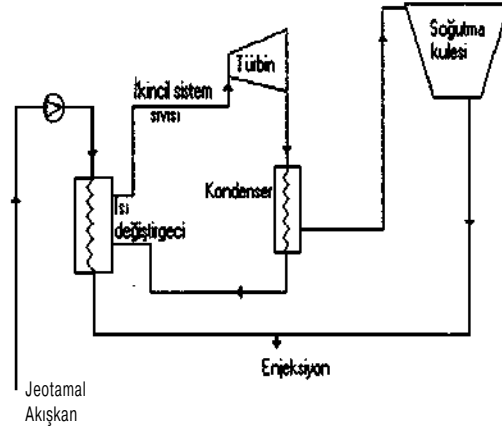 Soğutma
kulesi
Türbin
İkincil sistem
sıvısı
Kondenser
Isı
değiştirgeci
Enjeksiyon
Jeotamal
Akışkan